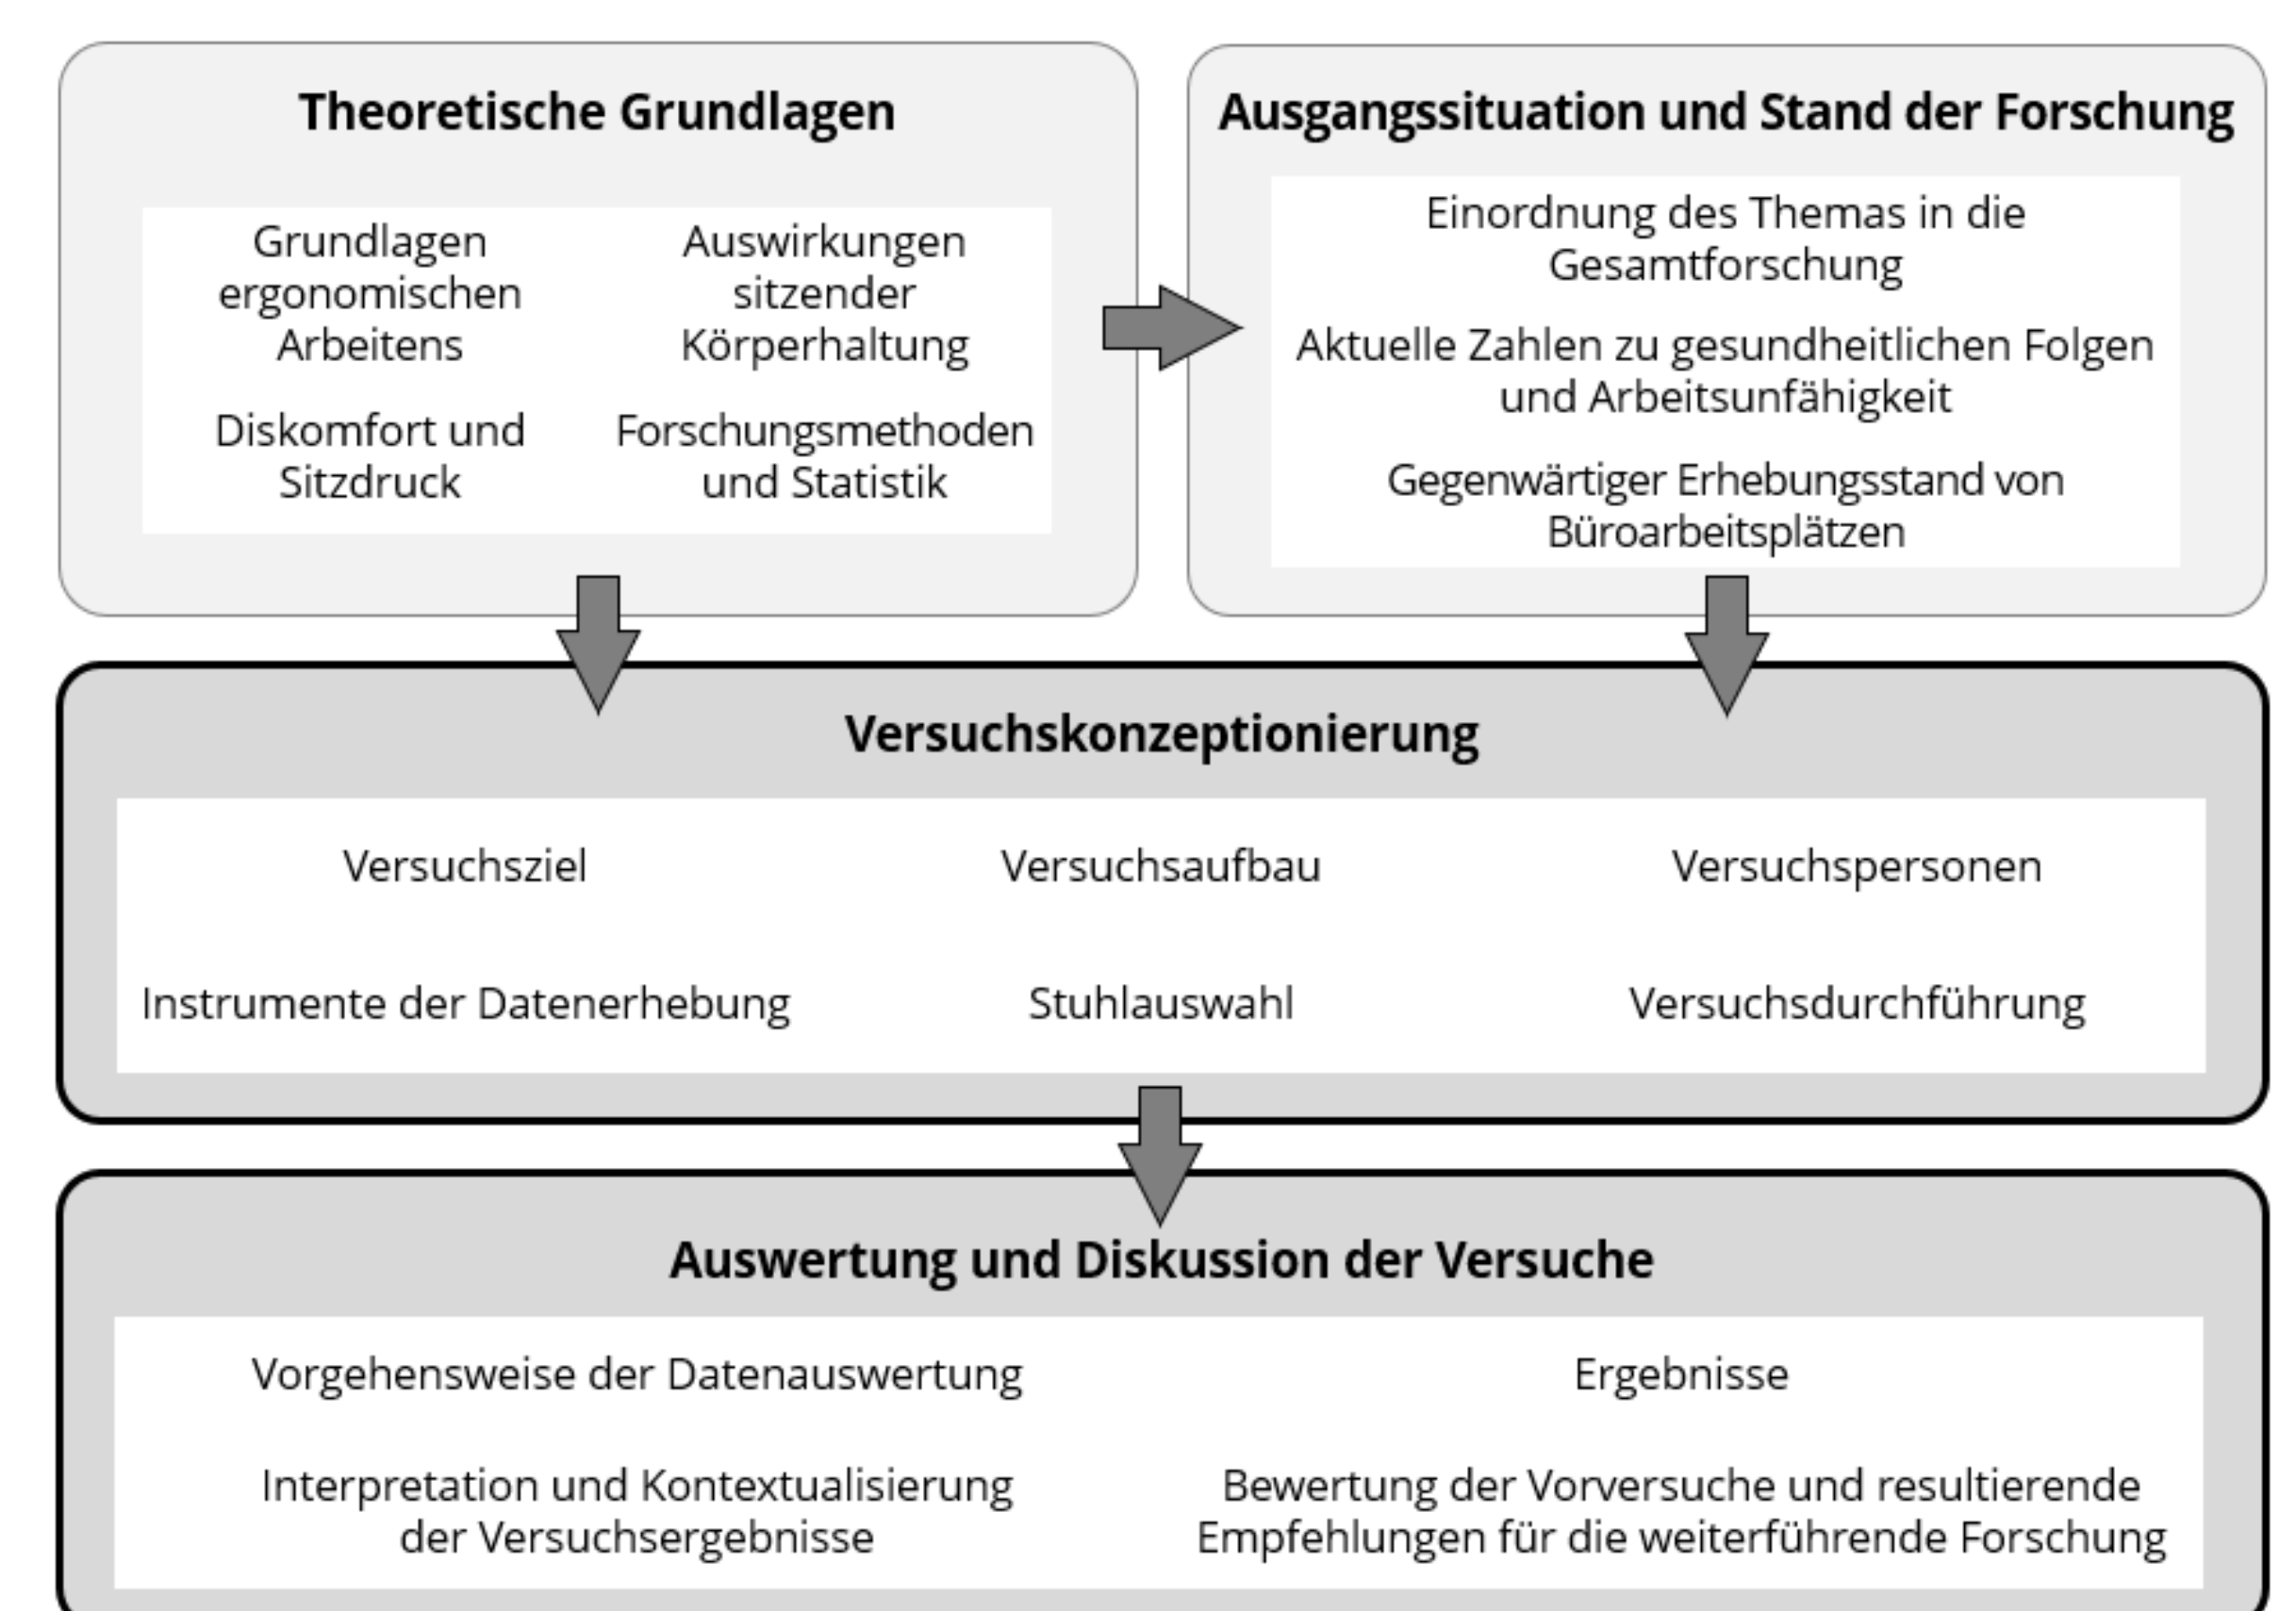 Theoretische Grundlagen
Grundlagen
ergonomischen
Arbeitens
Auswirkungen
sitzender
Körperhaltung
Diskomfort und
Sitzdruck
Forschungsmethoden
und Statistik
Ausgangssituation und Stand der Forschung
Einordnung des Themas in die
Gesamtforschung
Aktuelle Zahlen zu gesundheitlichen Folgen
und Arbeitsunfähigkeit
Gegenwärtiger Erhebungsstand von
Büroarbeitsplätzen
Versuchskonzeptionierung
Versuchsziel
Versuchsaufbau
Versuchspersonen
Instrumente der Datenerhebung
Stuhlauswahl
Versuchsdurchführung
Auswertung und Diskussion der Versuche
Vorgehensweise der Datenauswertung
Ergebnisse
Interpretation und Kontextualisierung
der Versuchsergebnisse
Bewertung der Vorversuche und resultierende
Empfehlungen für die weiterführende Forschung